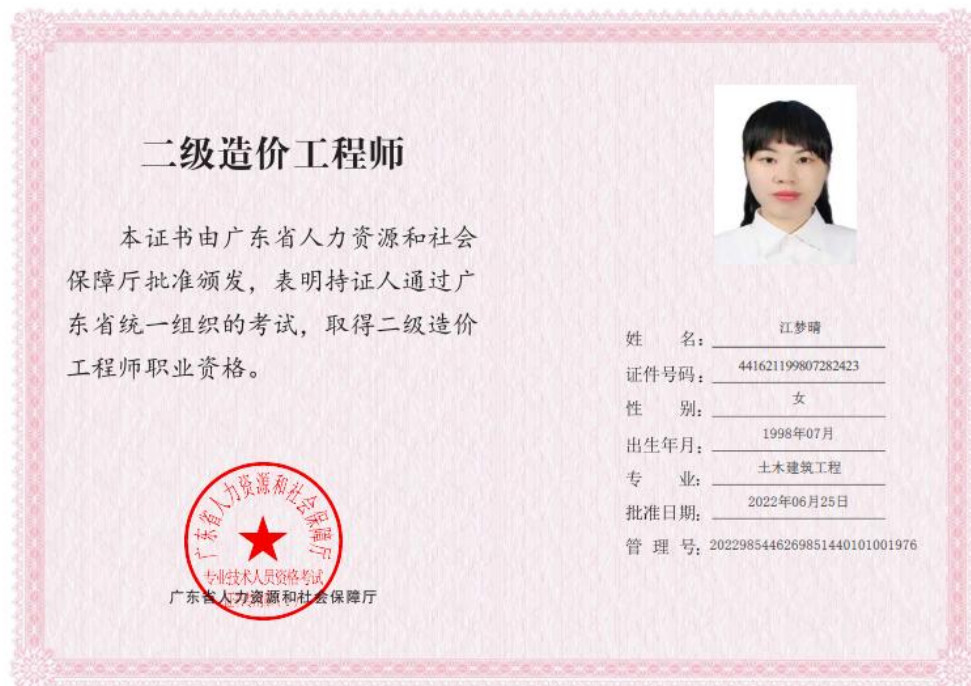 二级造价工程师
本证书由广东省人力资源和社会
保障厅批准颁发，表明持证人通过广
东省统一组织的考试，取得二级造价
工程师职业资格。
广东省人力资源和社会保障厅
专业技术人员资格考试
广东省人力资源和社会保障厅
姓 名：江梦晴
证件号码：441621199807282423
性 别：女
出生年月：1998年07月
专 业：土木建筑工程
批准日期：2022年06月25日
管 理 号：20229854462698514401010​01976